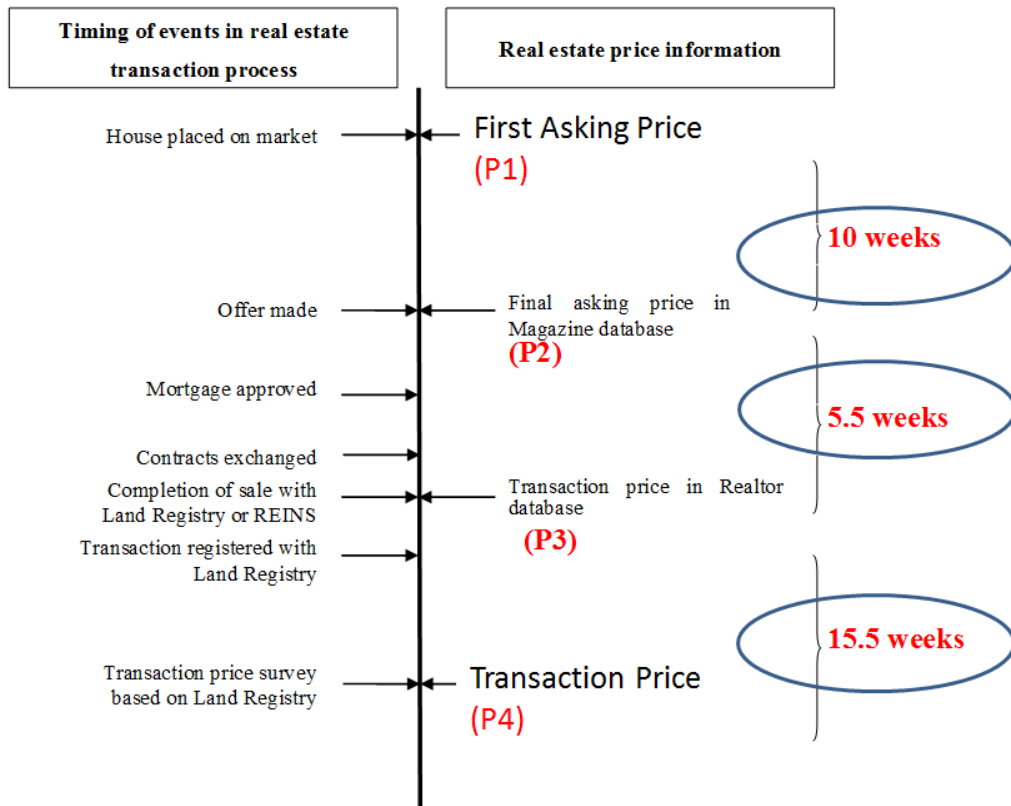 Timing of events in real estate
transaction process
Real estate price information
House placed on market
First Asking Price
(P1)
10 weeks
Offer made
Final asking price in
Magazine database
(P2)
Mortgage approved
5.5 weeks
Contracts exchanged
Completion of sale with
Land Registry or REINS
Transaction price in Realtor
database
(P3)
Transaction registered with
Land Registry
15.5 weeks
Transaction price survey
based on Land Registry
Transaction Price
(P4)